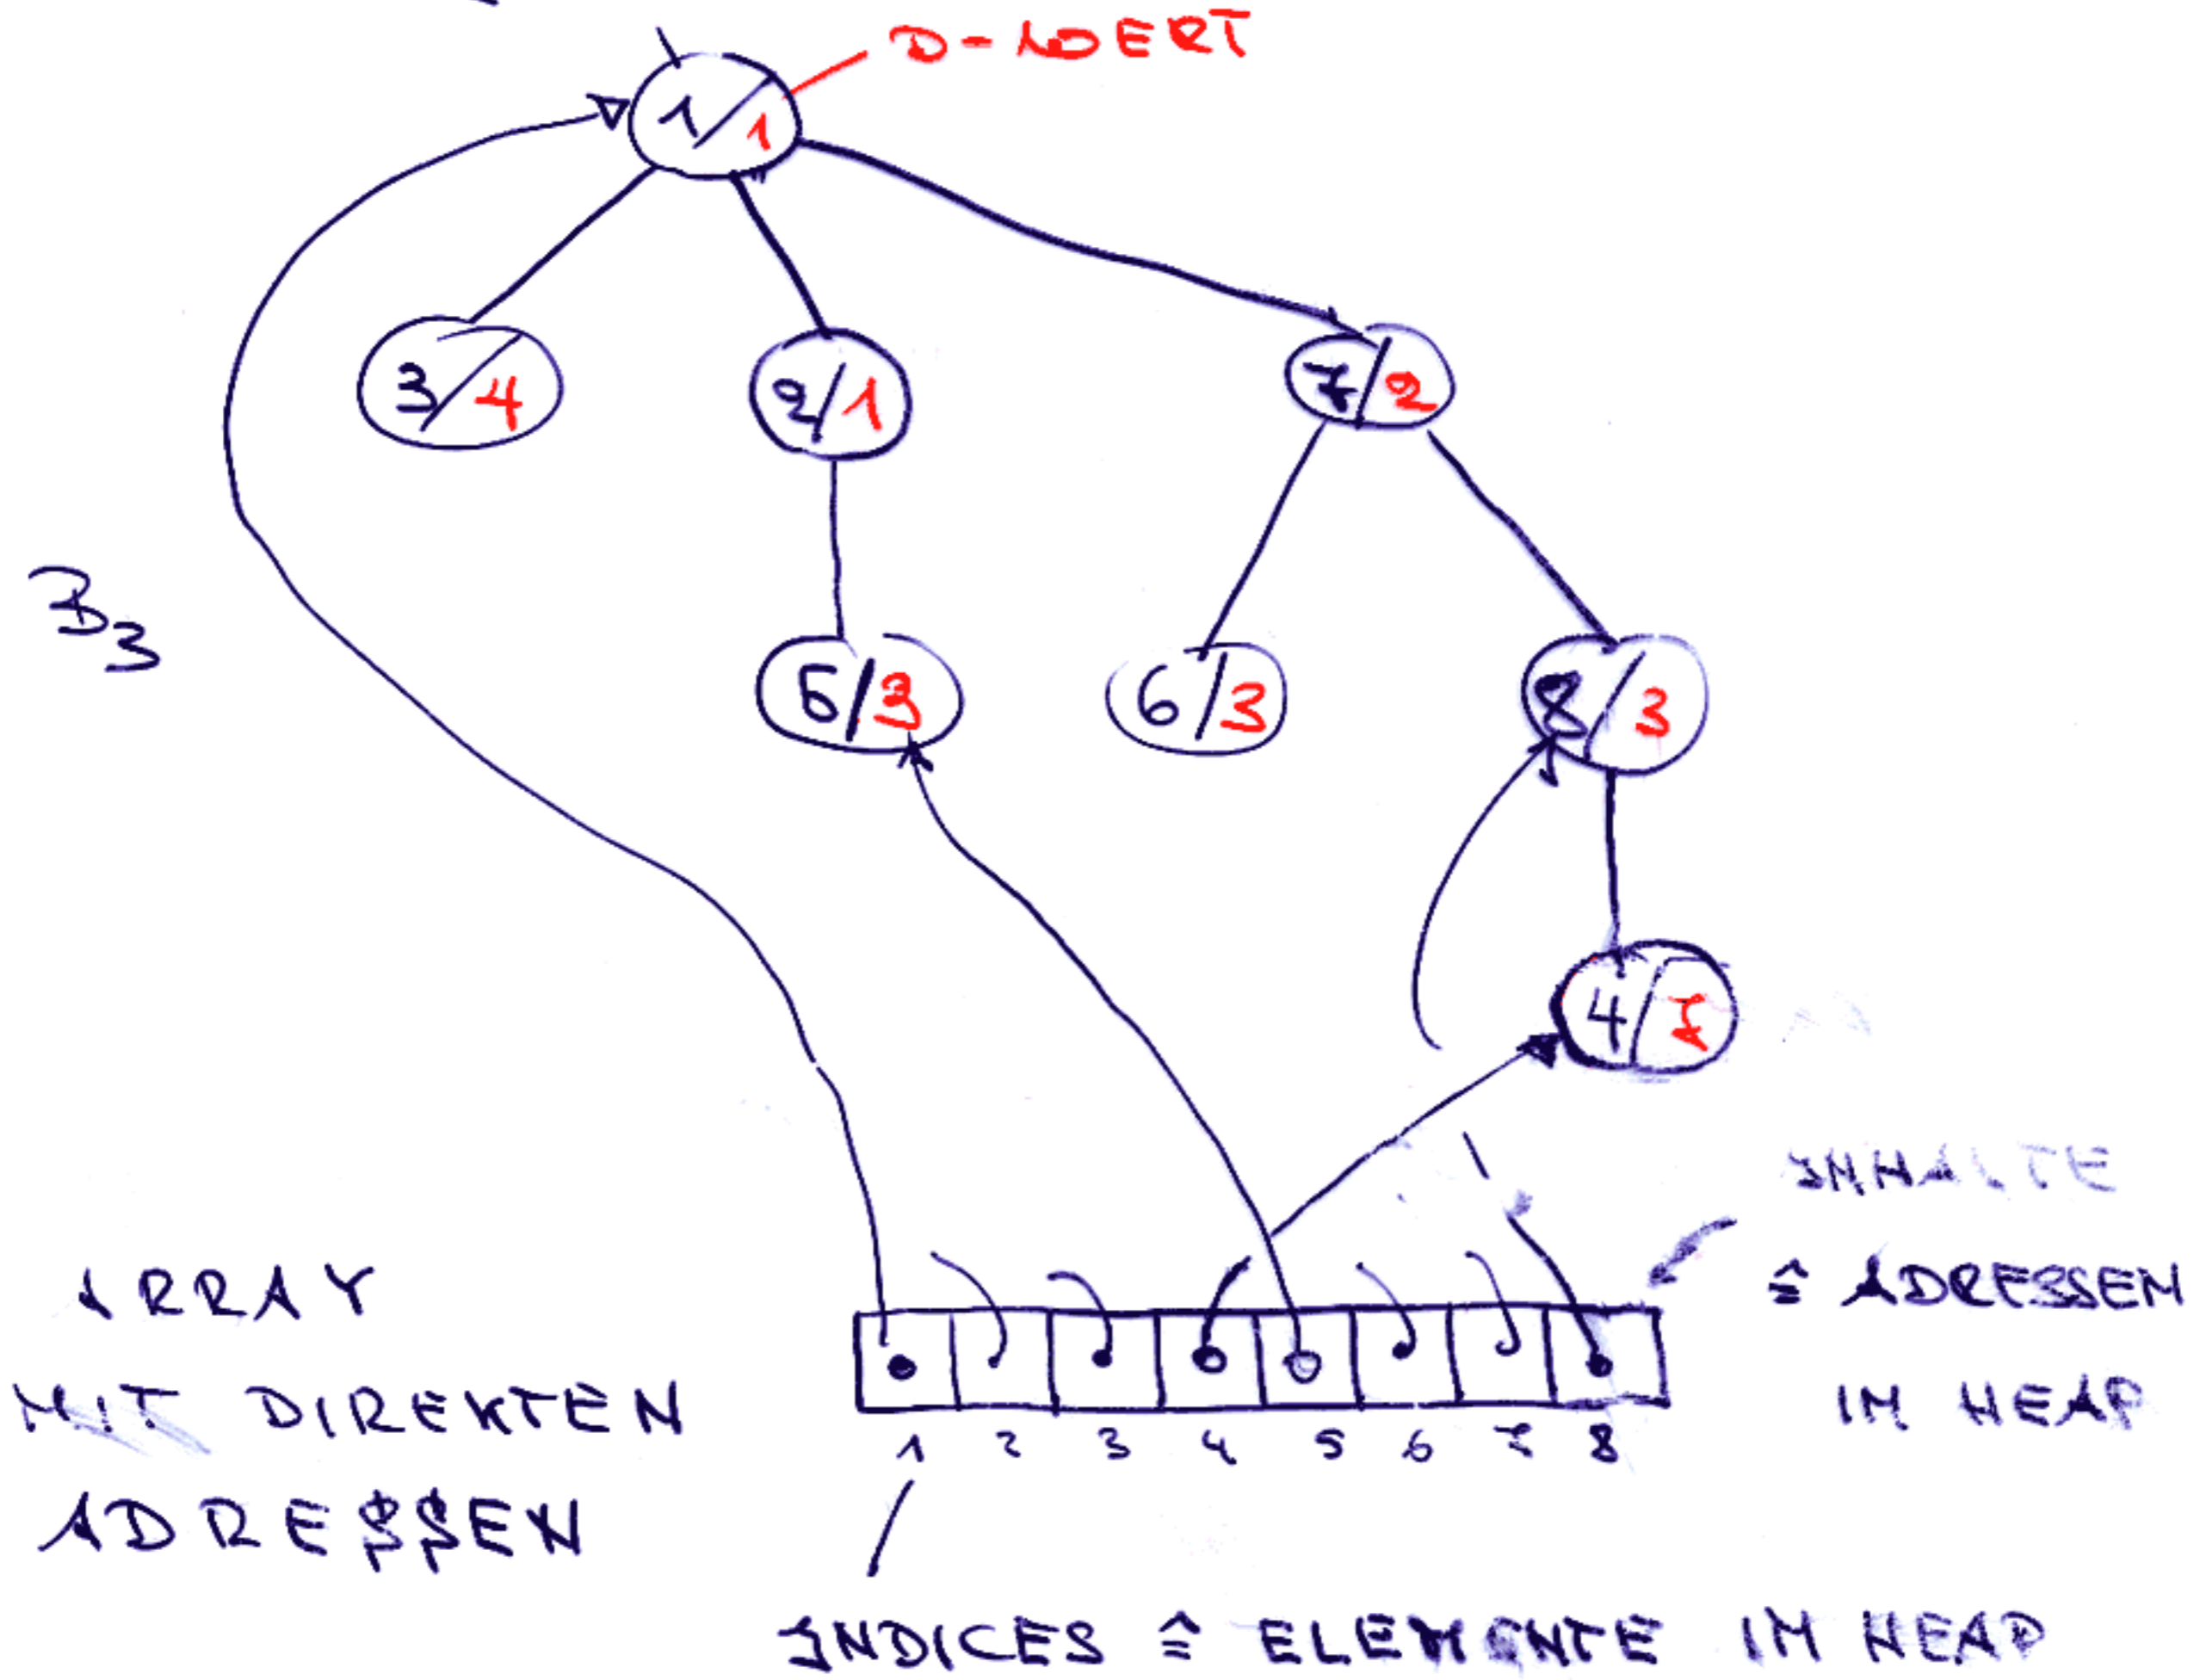 D-WERT
1/1
3/4 2/1 7/2
B3
5/3 6/3 8/3
4/5
INHALTE
≙ ADRESSEN
IM HEAP
ARRAY
MIT DIREKTEN
ADRESSEN
1 2 3 4 5 6 7 8
INDICES ≙ ELEMENTE IM HEAP